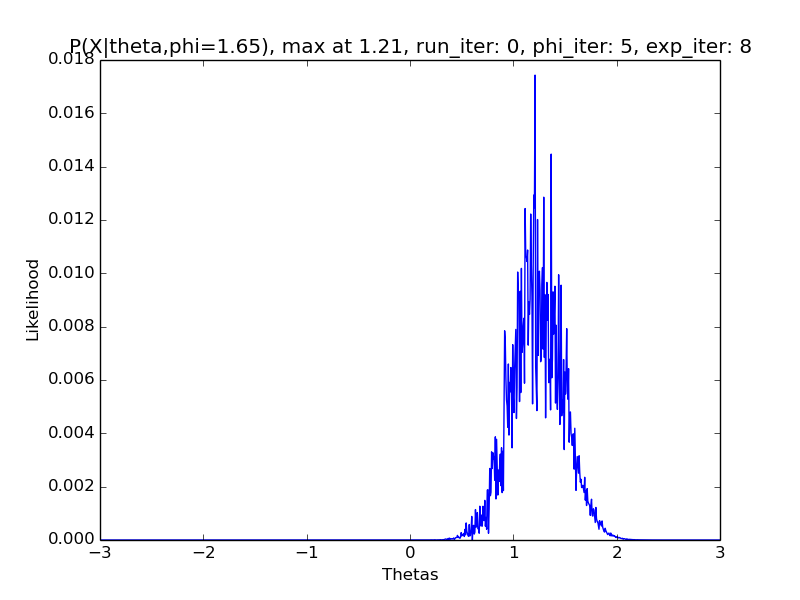 P(X|theta,phi=1.65), max at 1.21, run_iter: 0, phi_iter: 5, exp_iter: 8
0.018
0.016
0.014
0.012
0.010
0.008
0.006
0.004
0.002
0.000
Likelihood
−3 −2 −1 0 1 2 3
Thetas